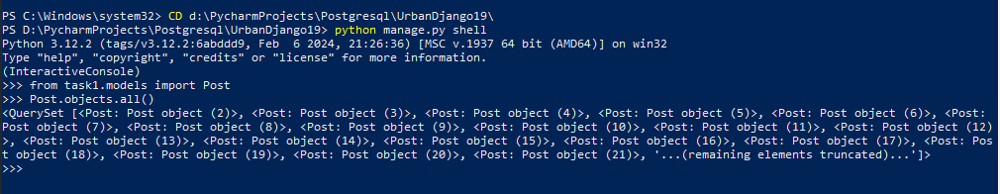 PS C:\Windows\system32> CD d:\PycharmProjects\Postgresql\UrbanDjango19\
PS D:\PycharmProjects\Postgresql\UrbanDjango19> python manage.py shell
Python 3.12.2 (tags/v3.12.2:6abddd9, Feb  6 2024, 21:26:36) [MSC v.1937 64 bit (AMD64)] on win32
Type "help", "copyright", "credits" or "license" for more information.
(InteractiveConsole)
>>> from task1.models import Post
>>> Post.objects.all()
<QuerySet [<Post: Post object (2)>, <Post: Post object (3)>, <Post: Post object (4)>, <Post: Post object (5)>, <Post: Post object (6)>, <Post:
Post object (7)>, <Post: Post object (8)>, <Post: Post object (9)>, <Post: Post object (10)>, <Post: Post object (11)>, <Post: Post object (12)
>, <Post: Post object (13)>, <Post: Post object (14)>, <Post: Post object (15)>, <Post: Post object (16)>, <Post: Post object (17)>, <Post: Pos
t object (18)>, <Post: Post object (19)>, <Post: Post object (20)>, <Post: Post object (21)>, '...(remaining elements truncated)...']>
>>>